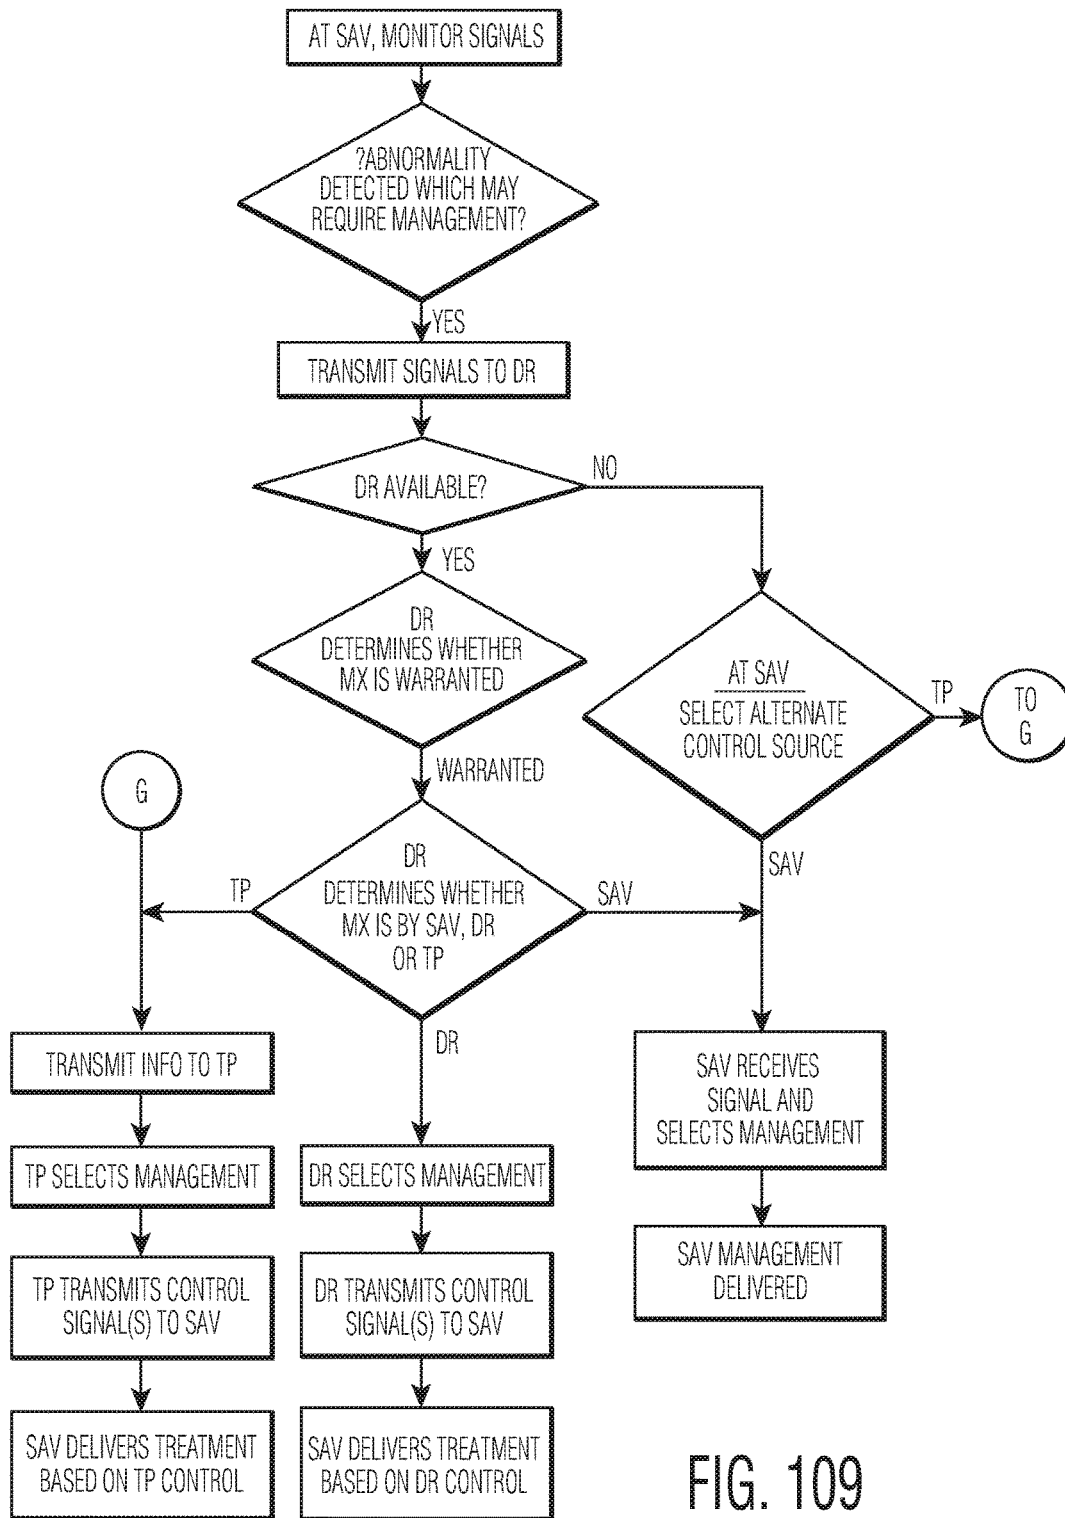 AT SAV, MONITOR SIGNALS
?ABNORMALITY
DETECTED WHICH MAY
REQUIRE MANAGEMENT?
YES
TRANSMIT SIGNALS TO DR
DR AVAILABLE?
NO
YES
DR
DETERMINES WHETHER
MX IS WARRANTED
AT SAV
SELECT ALTERNATE
CONTROL SOURCE
TP
TO
G
WARRANTED
G
SAV
DR
DETERMINES WHETHER
MX IS BY SAV, DR
OR TP
TP
SAV
DR
TRANSMIT INFO TO TP
SAV RECEIVES
SIGNAL AND
SELECTS MANAGEMENT
TP SELECTS MANAGEMENT
DR SELECTS MANAGEMENT
SAV MANAGEMENT
DELIVERED
TP TRANSMITS CONTROL
SIGNAL(S) TO SAV
DR TRANSMITS CONTROL
SIGNAL(S) TO SAV
SAV DELIVERS TREATMENT
BASED ON TP CONTROL
SAV DELIVERS TREATMENT
BASED ON DR CONTROL
FIG. 109